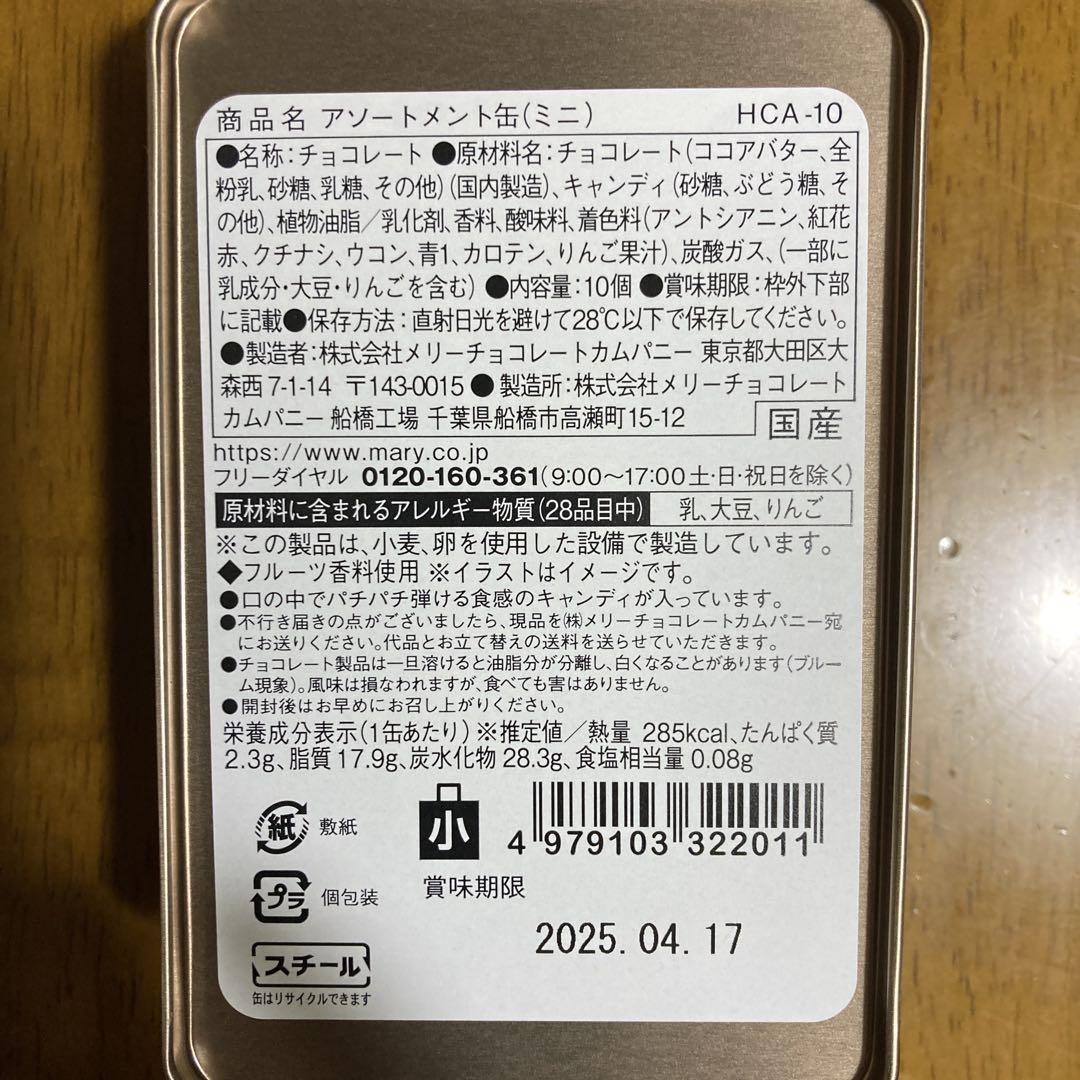 商品名 アソートメント缶(ミニ) HCA-10
●名称:チョコレート ●原材料名:チョコレート(ココアバター、全
粉乳、砂糖、乳糖、その他)(国内製造)、キャンディ(砂糖、ぶどう糖、そ
の他)、植物油脂/乳化剤、香料、酸味料、着色料(アントシアニン、紅花
赤、クチナシ、ウコン、青1、カロテン、りんご果汁)、炭酸ガス、(一部に
乳成分・大豆・りんごを含む) ●内容量:10個 ●賞味期限:枠外下部
に記載●保存方法:直射日光を避けて28℃以下で保存してください。
●製造者:株式会社メリーチョコレートカムパニー 東京都大田区大
森西7-1-14 〒143-0015 ●製造所:株式会社メリーチョコレート
カムパニー 船橋工場 千葉県船橋市高瀬町15-12
国産
https://www.mary.co.jp
フリーダイヤル 0120-160-361(9:00〜17:00 土・日・祝日を除く)
原材料に含まれるアレルギー物質(28品目中) 乳、大豆、りんご
※この製品は、小麦、卵を使用した設備で製造しています。
◆フルーツ香料使用 ※イラストはイメージです。
●口の中でパチパチ弾ける食感のキャンディが入っています。
●不行き届きの点がございましたら、現品を㈱メリーチョコレートカムパニー宛
にお送りください。代品とお立て替えの送料を送らせていただきます。
●チョコレート製品は一旦溶けると油脂分が分離し、白くなることがあります(ブルー
ム現象)。風味は損なわれますが、食べても害はありません。
●開封後はお早めにお召し上がりください。
栄養成分表示(1缶あたり)※推定値/熱量 285kcal、たんぱく質
2.3g、脂質17.9g、炭水化物28.3g、食塩相当量0.08g
紙 敷紙
小
4 979103 322011
プラ 個包装
賞味期限
2025.04.17
スチール
缶はリサイクルできます